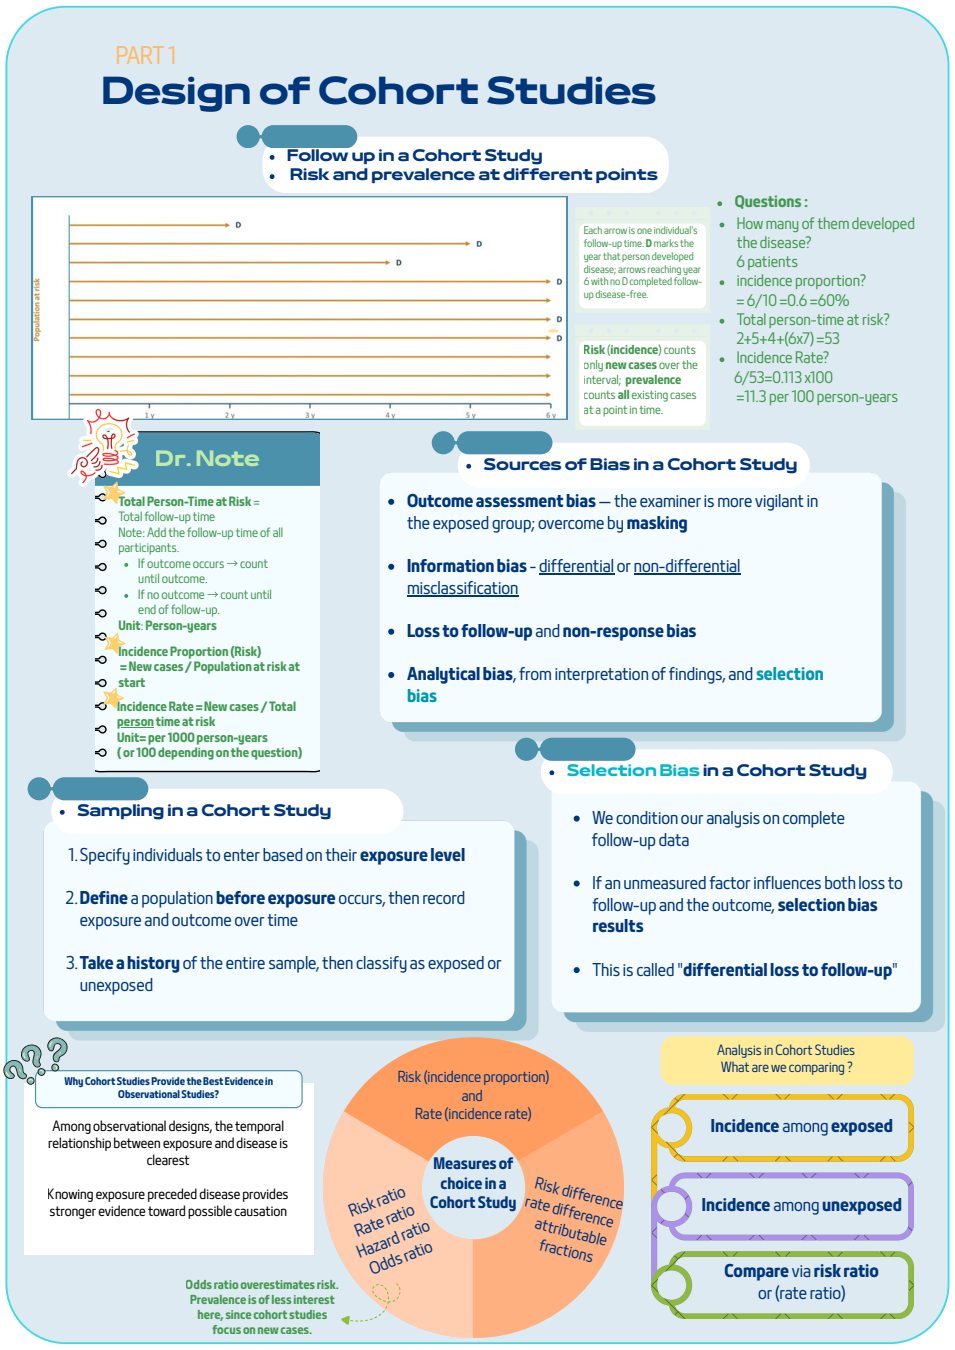 PART 1
Design of Cohort Studies
• Follow up in a Cohort Study
• Risk and prevalence at different points
Population at risk
D
D
D
D
D
D
1 y 2 y 3 y 4 y 5 y 6 y
Each arrow is one individual's
follow-up time. D marks the
year that person developed
disease; arrows reaching year
6 with no D completed follow-
up disease-free.
Risk (incidence) counts
only new cases over the
interval; prevalence
counts all existing cases
at a point in time.
• Questions :
• How many of them developed
the disease?
6 patients
• incidence proportion?
= 6/10 =0.6 =60%
• Total person-time at risk?
2+5+4+(6x7) =53
• Incidence Rate?
6/53=0.113 x100
=11.3 per 100 person-years
Dr. Note
Total Person-Time at Risk =
Total follow-up time
Note: Add the follow-up time of all
participants.
• If outcome occurs → count
until outcome.
• If no outcome → count until
end of follow-up.
Unit: Person-years
Incidence Proportion (Risk)
= New cases / Population at risk at
start
Incidence Rate = New cases / Total
person time at risk
Unit= per 1000 person-years
( or 100 depending on the question)
• Sources of Bias in a Cohort Study
• Outcome assessment bias — the examiner is more vigilant in
the exposed group; overcome by masking
• Information bias - differential or non-differential
misclassification
• Loss to follow-up and non-response bias
• Analytical bias, from interpretation of findings, and selection
bias
• Sampling in a Cohort Study
1. Specify individuals to enter based on their exposure level
2. Define a population before exposure occurs, then record
exposure and outcome over time
3. Take a history of the entire sample, then classify as exposed or
unexposed
• Selection Bias in a Cohort Study
• We condition our analysis on complete
follow-up data
• If an unmeasured factor influences both loss to
follow-up and the outcome, selection bias
results
• This is called "differential loss to follow-up"
???
Why Cohort Studies Provide the Best Evidence in
Observational Studies?
Among observational designs, the temporal
relationship between exposure and disease is
clearest
Knowing exposure preceded disease provides
stronger evidence toward possible causation
Risk (incidence proportion)
and
Rate (incidence rate)
Measures of
choice in a
Cohort Study
Risk ratio
Rate ratio
Hazard ratio
Odds ratio
Risk difference
rate difference
attributable
fractions
Odds ratio overestimates risk.
Prevalence is of less interest
here, since cohort studies
focus on new cases.
Analysis in Cohort Studies
What are we comparing ?
Incidence among exposed
Incidence among unexposed
Compare via risk ratio
or (rate ratio)